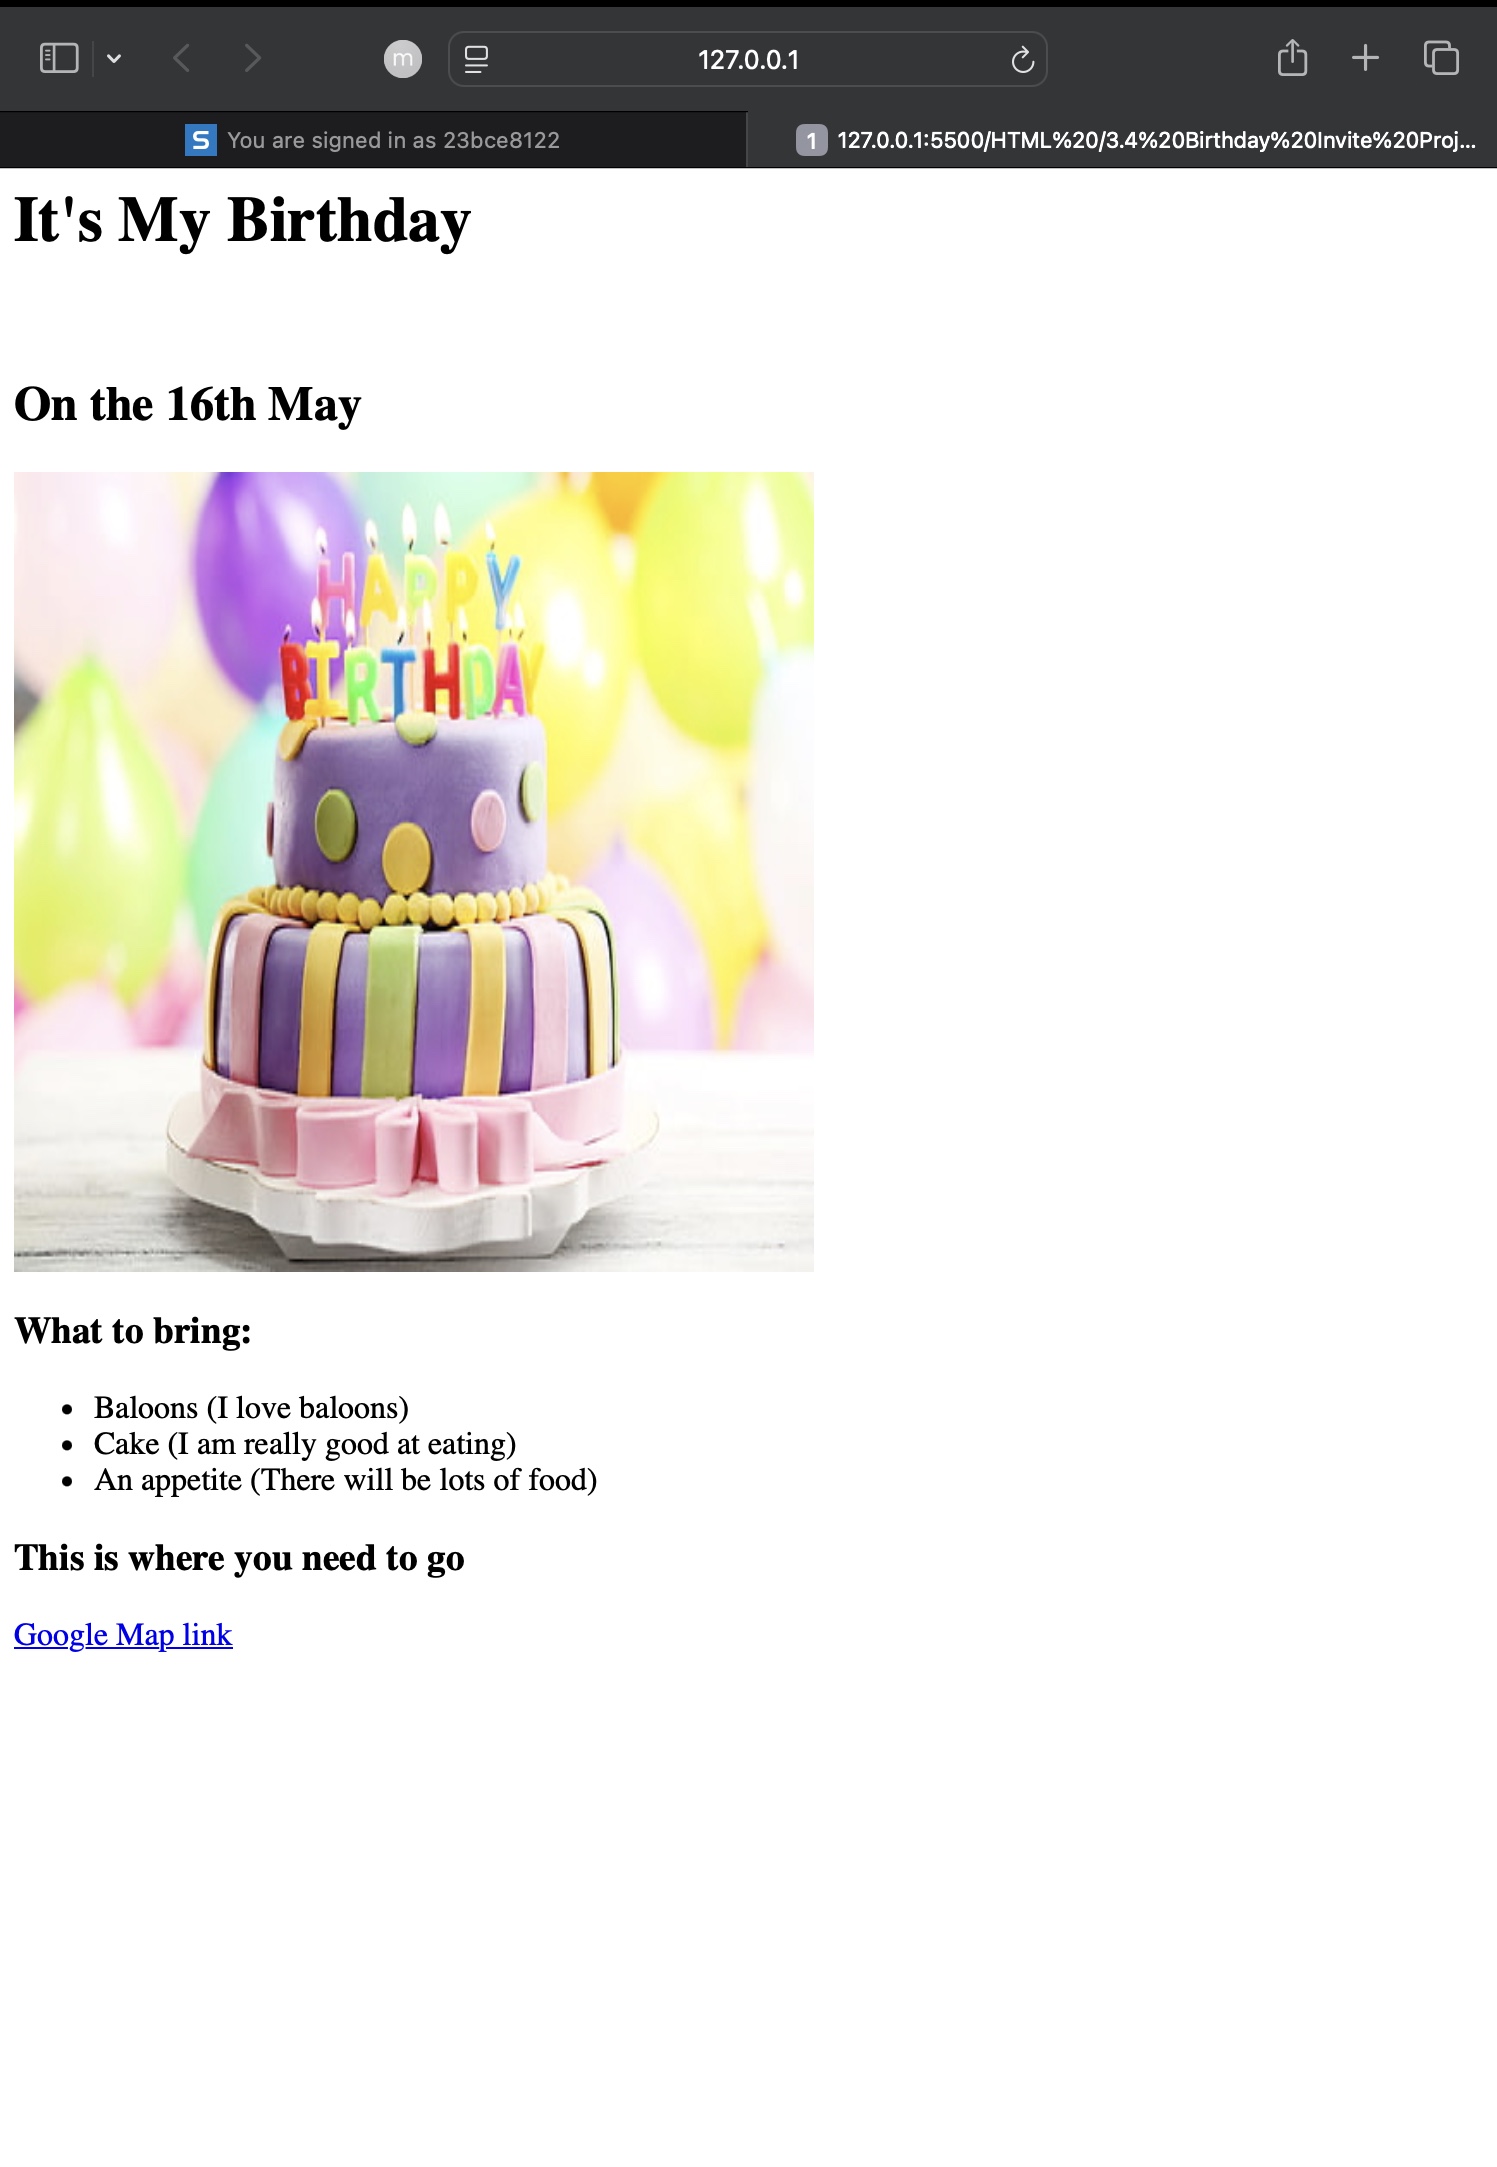 m
127.0.0.1
S You are signed in as 23bce8122
1 127.0.0.1:5500/HTML%20/3.4%20Birthday%20Invite%20Proj...
It's My Birthday
On the 16th May
HAPPY
BIRTHDAY
What to bring:
• Baloons (I love baloons)
• Cake (I am really good at eating)
• An appetite (There will be lots of food)
This is where you need to go
Google Map link